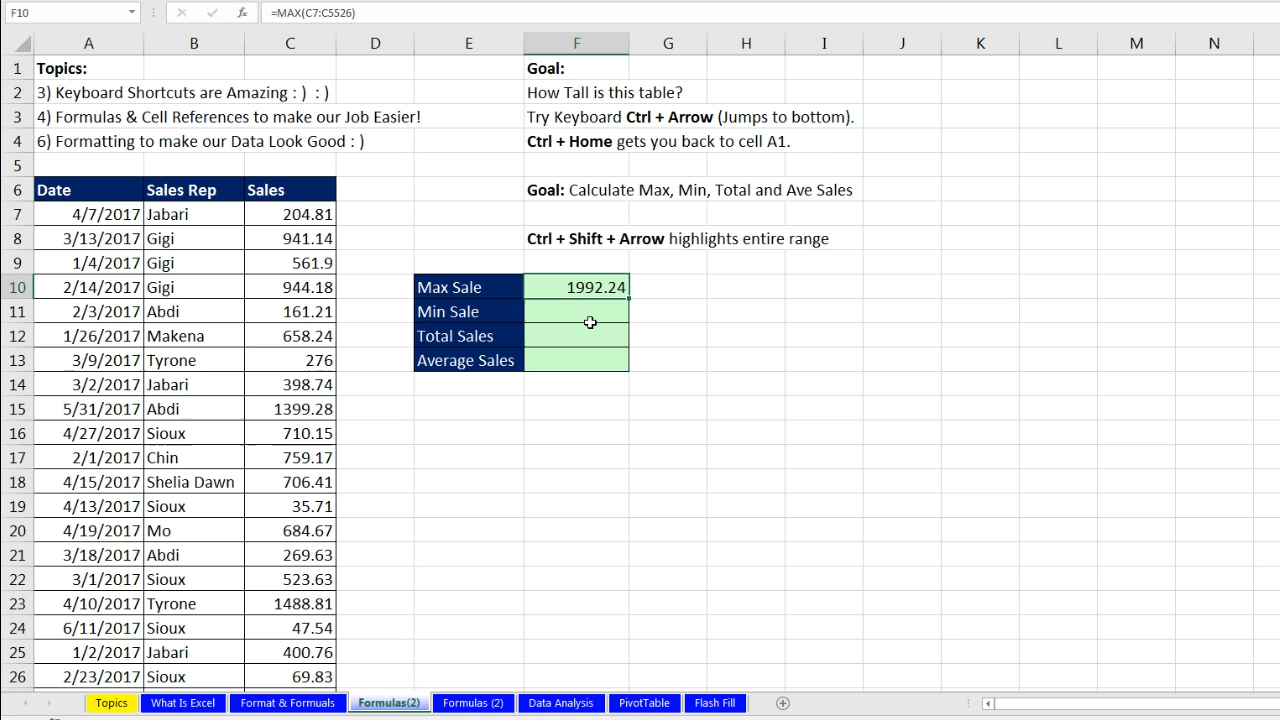 F10 =MAX(C7:C5526)
A B C D E F G H I J K L M N
1 Topics: Goal:
2 3) Keyboard Shortcuts are Amazing : ) : ) How Tall is this table?
3 4) Formulas & Cell References to make our Job Easier! Try Keyboard Ctrl + Arrow (Jumps to bottom).
4 6) Formatting to make our Data Look Good : ) Ctrl + Home gets you back to cell A1.
5
6 Date Sales Rep Sales Goal: Calculate Max, Min, Total and Ave Sales
7 4/7/2017 Jabari 204.81
8 3/13/2017 Gigi 941.14 Ctrl + Shift + Arrow highlights entire range
9 1/4/2017 Gigi 561.9
10 2/14/2017 Gigi 944.18 Max Sale 1992.24
11 2/3/2017 Abdi 161.21 Min Sale
12 1/26/2017 Makena 658.24 Total Sales
13 3/9/2017 Tyrone 276 Average Sales
14 3/2/2017 Jabari 398.74
15 5/31/2017 Abdi 1399.28
16 4/27/2017 Sioux 710.15
17 2/1/2017 Chin 759.17
18 4/15/2017 Shelia Dawn 706.41
19 4/13/2017 Sioux 35.71
20 4/19/2017 Mo 684.67
21 3/18/2017 Abdi 269.63
22 3/1/2017 Sioux 523.63
23 4/10/2017 Tyrone 1488.81
24 6/11/2017 Sioux 47.54
25 1/2/2017 Jabari 400.76
26 2/23/2017 Sioux 69.83
Topics What Is Excel Format & Formuals Formulas(2) Formulas (2) Data Analysis PivotTable Flash Fill